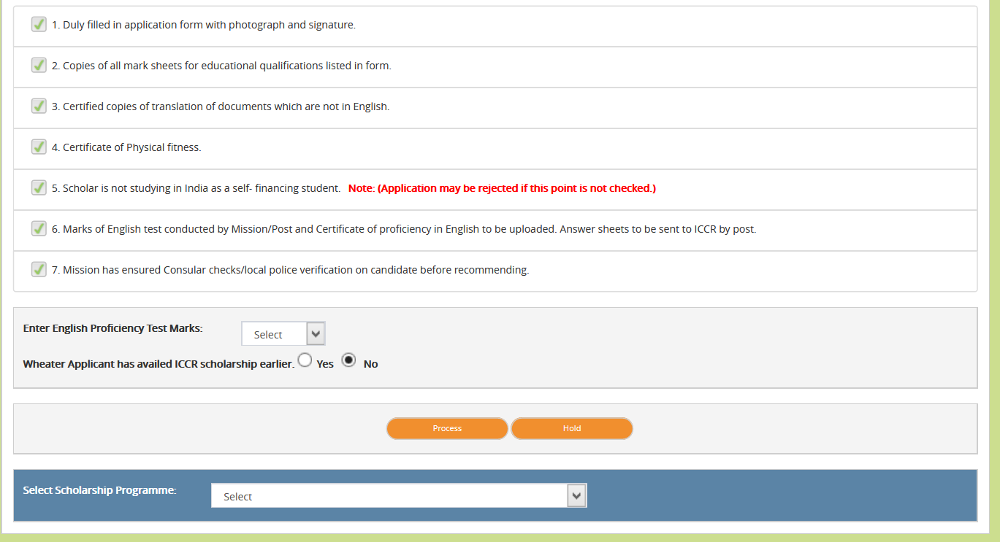 1. Duly filled in application form with photograph and signature.
2. Copies of all mark sheets for educational qualifications listed in form.
3. Certified copies of translation of documents which are not in English.
4. Certificate of Physical fitness.
5. Scholar is not studying in India as a self- financing student. Note: (Application may be rejected if this point is not checked.)
6. Marks of English test conducted by Mission/Post and Certificate of proficiency in English to be uploaded. Answer sheets to be sent to ICCR by post.
7. Mission has ensured Consular checks/local police verification on candidate before recommending.
Enter English Proficiency Test Marks: Select
Wheater Applicant has availed ICCR scholarship earlier. Yes No
Process Hold
Select Scholarship Programme: Select